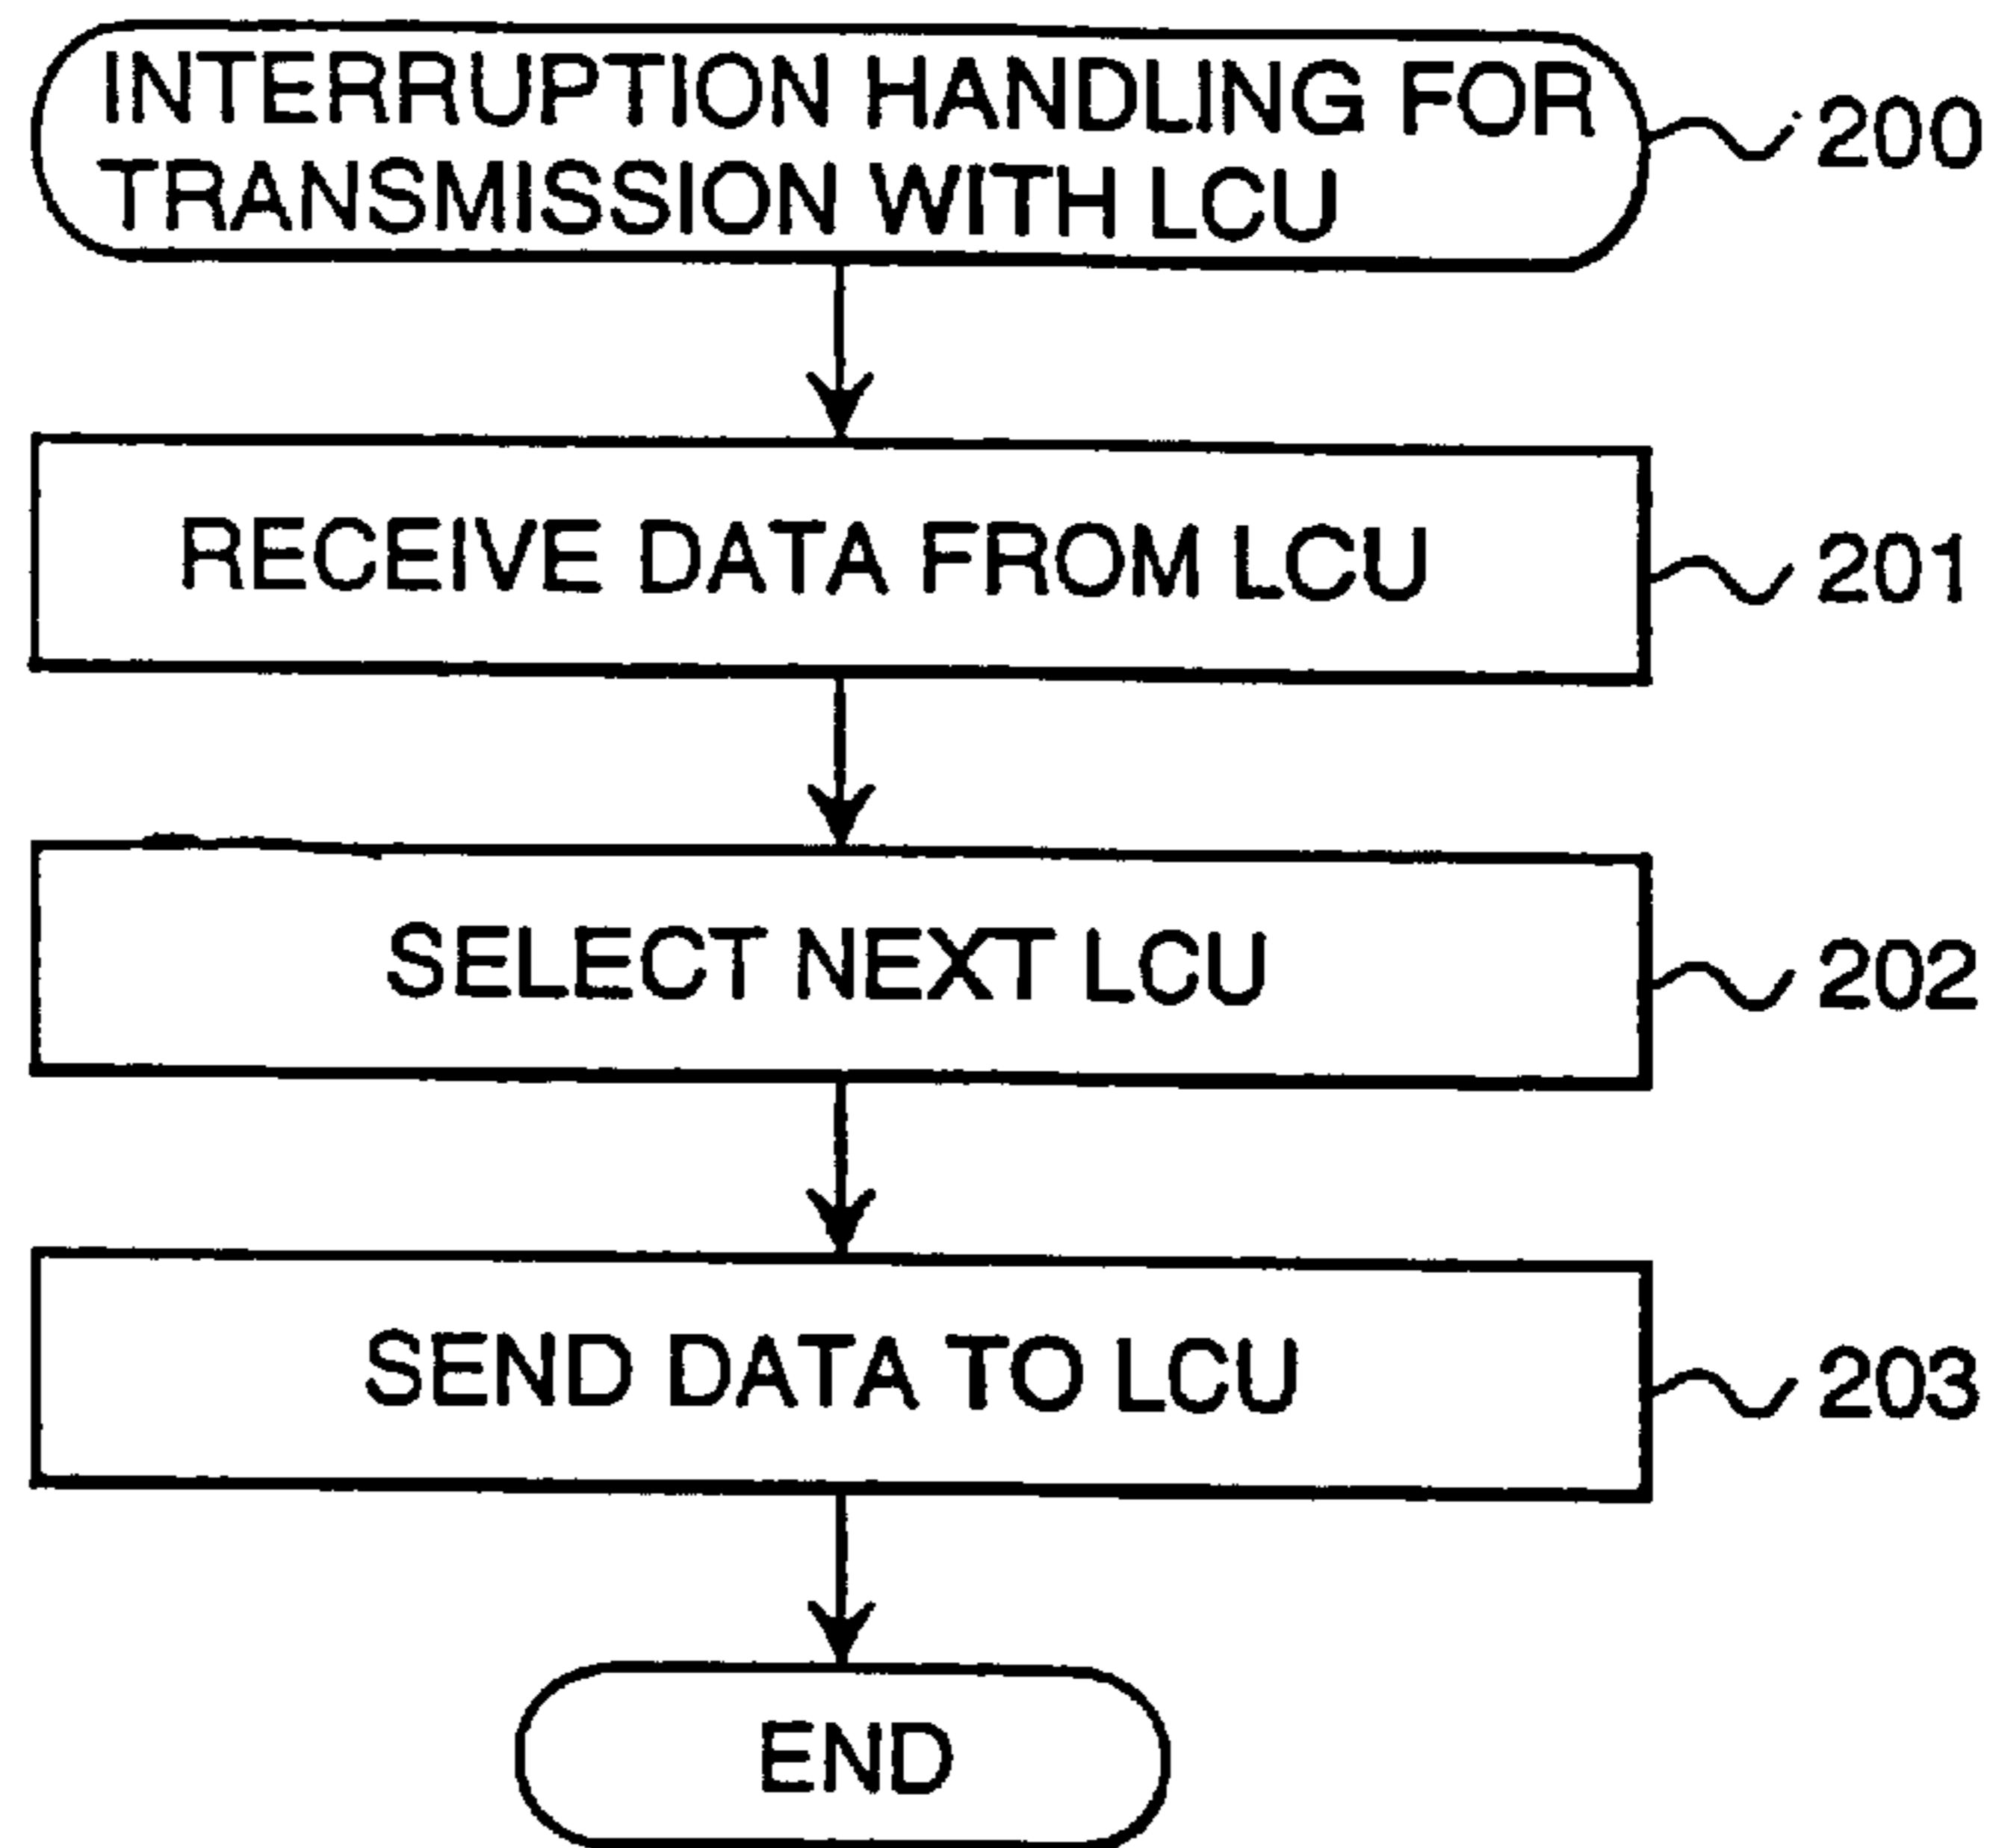 INTERRUPTION HANDLING FOR
TRANSMISSION WITH LCU
200
RECEIVE DATA FROM LCU
201
SELECT NEXT LCU
202
SEND DATA TO LCU
203
END